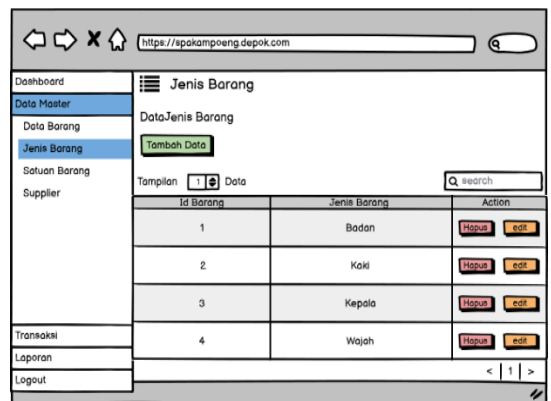 https://spakampoeng.depok.com
Dashboard
Data Master
Data Barang
Jenis Barang
Satuan Barang
Supplier
Transaksi
Laporan
Logout
Jenis Barang
DataJenis Barang
Tambah Data
Tampilan 1 Data
search
Id Barang Jenis Barang Action
1 Badan Hapus edit
2 Kaki Hapus edit
3 Kepala Hapus edit
4 Wajah Hapus edit
< 1 >